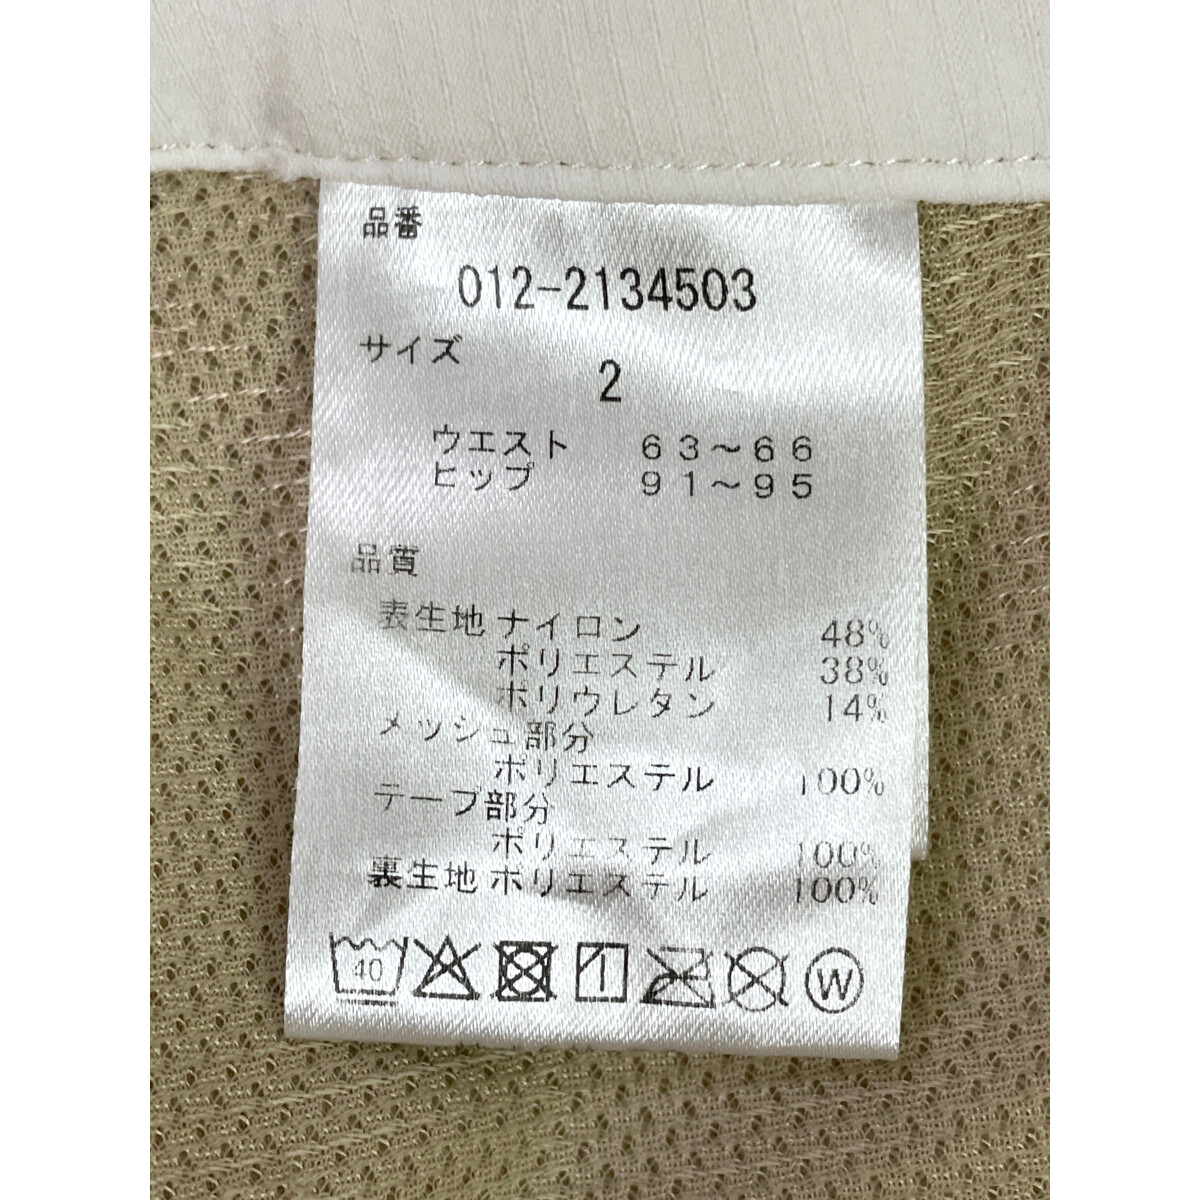 品番
012-2134503
サイズ
2
ウエスト 63～66
ヒップ 91～95
品質
表生地 ナイロン 48%
ポリエステル 38%
ポリウレタン 14%
メッシュ部分
ポリエステル 100%
テープ部分
ポリエステル 100%
裏生地 ポリエステル 100%
40 W